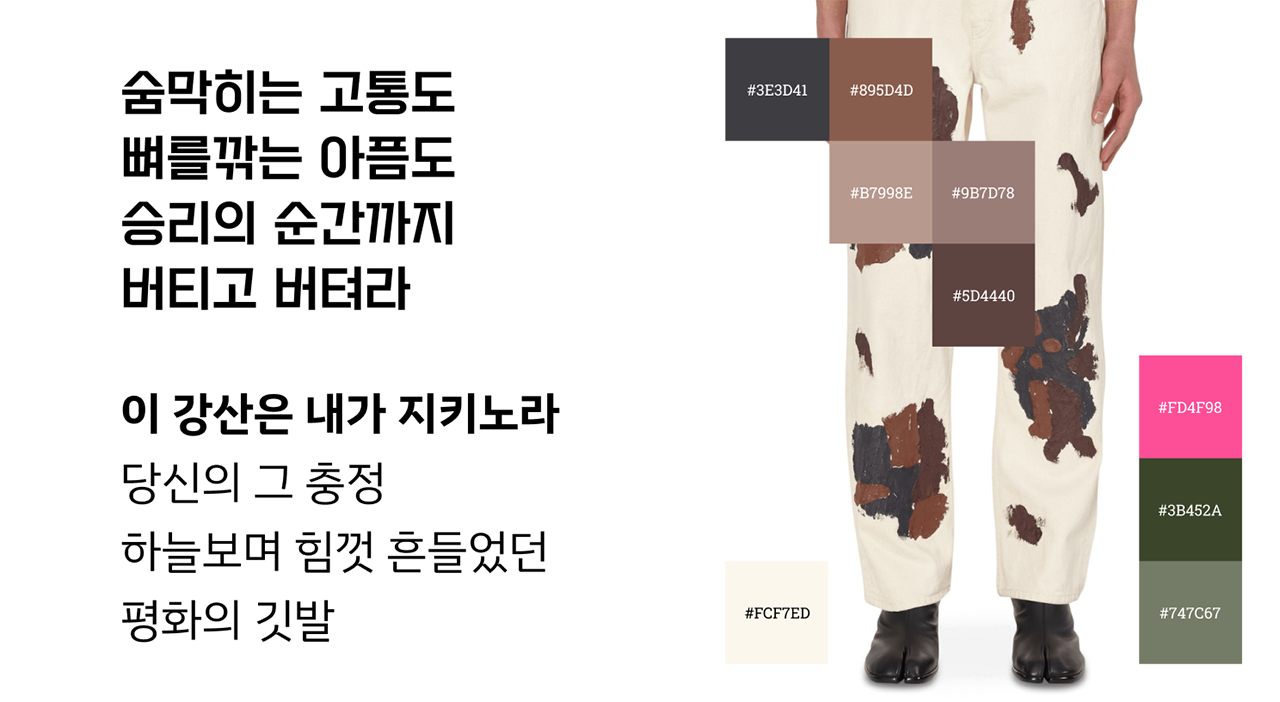 숨막히는 고통도
뼈를깎는 아픔도
승리의 순간까지
버티고 버텨라
이 강산은 내가 지키노라
당신의 그 충정
하늘보며 힘껏 흔들었던
평화의 깃발
#3E3D41
#895D4D
#B7998E
#9B7D78
#5D4440
#FD4F98
#3B452A
#747C67
#FCF7ED